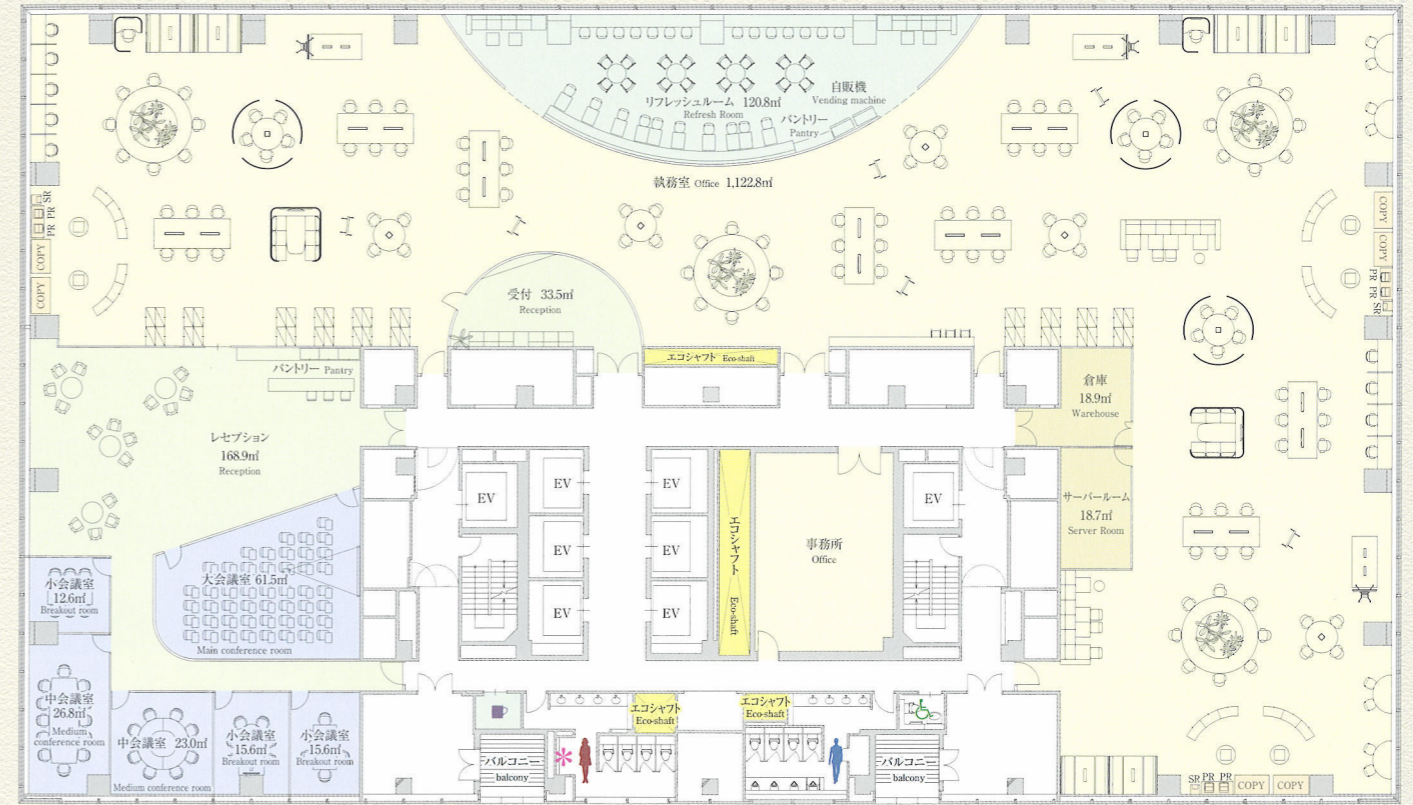 自販機
Vending machine
リフレッシュルーム 120.8㎡
Refresh Room
パントリー
Pantry
執務室 Office 1,122.8㎡
SR
PR PR
COPY
COPY
COPY
COPY
PR PR
SR
受付 33.5㎡
Reception
エコシャフト Eco-shaft
パントリー Pantry
倉庫
18.9㎡
Warehouse
レセプション
168.9㎡
Reception
EV
EV
EV
EV
サーバールーム
18.7㎡
Server Room
エコシャフト Eco-shaft
事務所
Office
EV
EV
大会議室 61.5㎡
小会議室
12.6㎡
Breakout room
EV
EV
Main conference room
中会議室
26.8㎡
Medium
conference room
エコシャフト
Eco-shaft
エコシャフト
Eco-shaft
中会議室 23.0㎡
Medium conference room
小会議室
15.6㎡
Breakout room
小会議室
15.6㎡
Breakout room
バルコニー
balcony
バルコニー
balcony
SR PR PR
COPY COPY